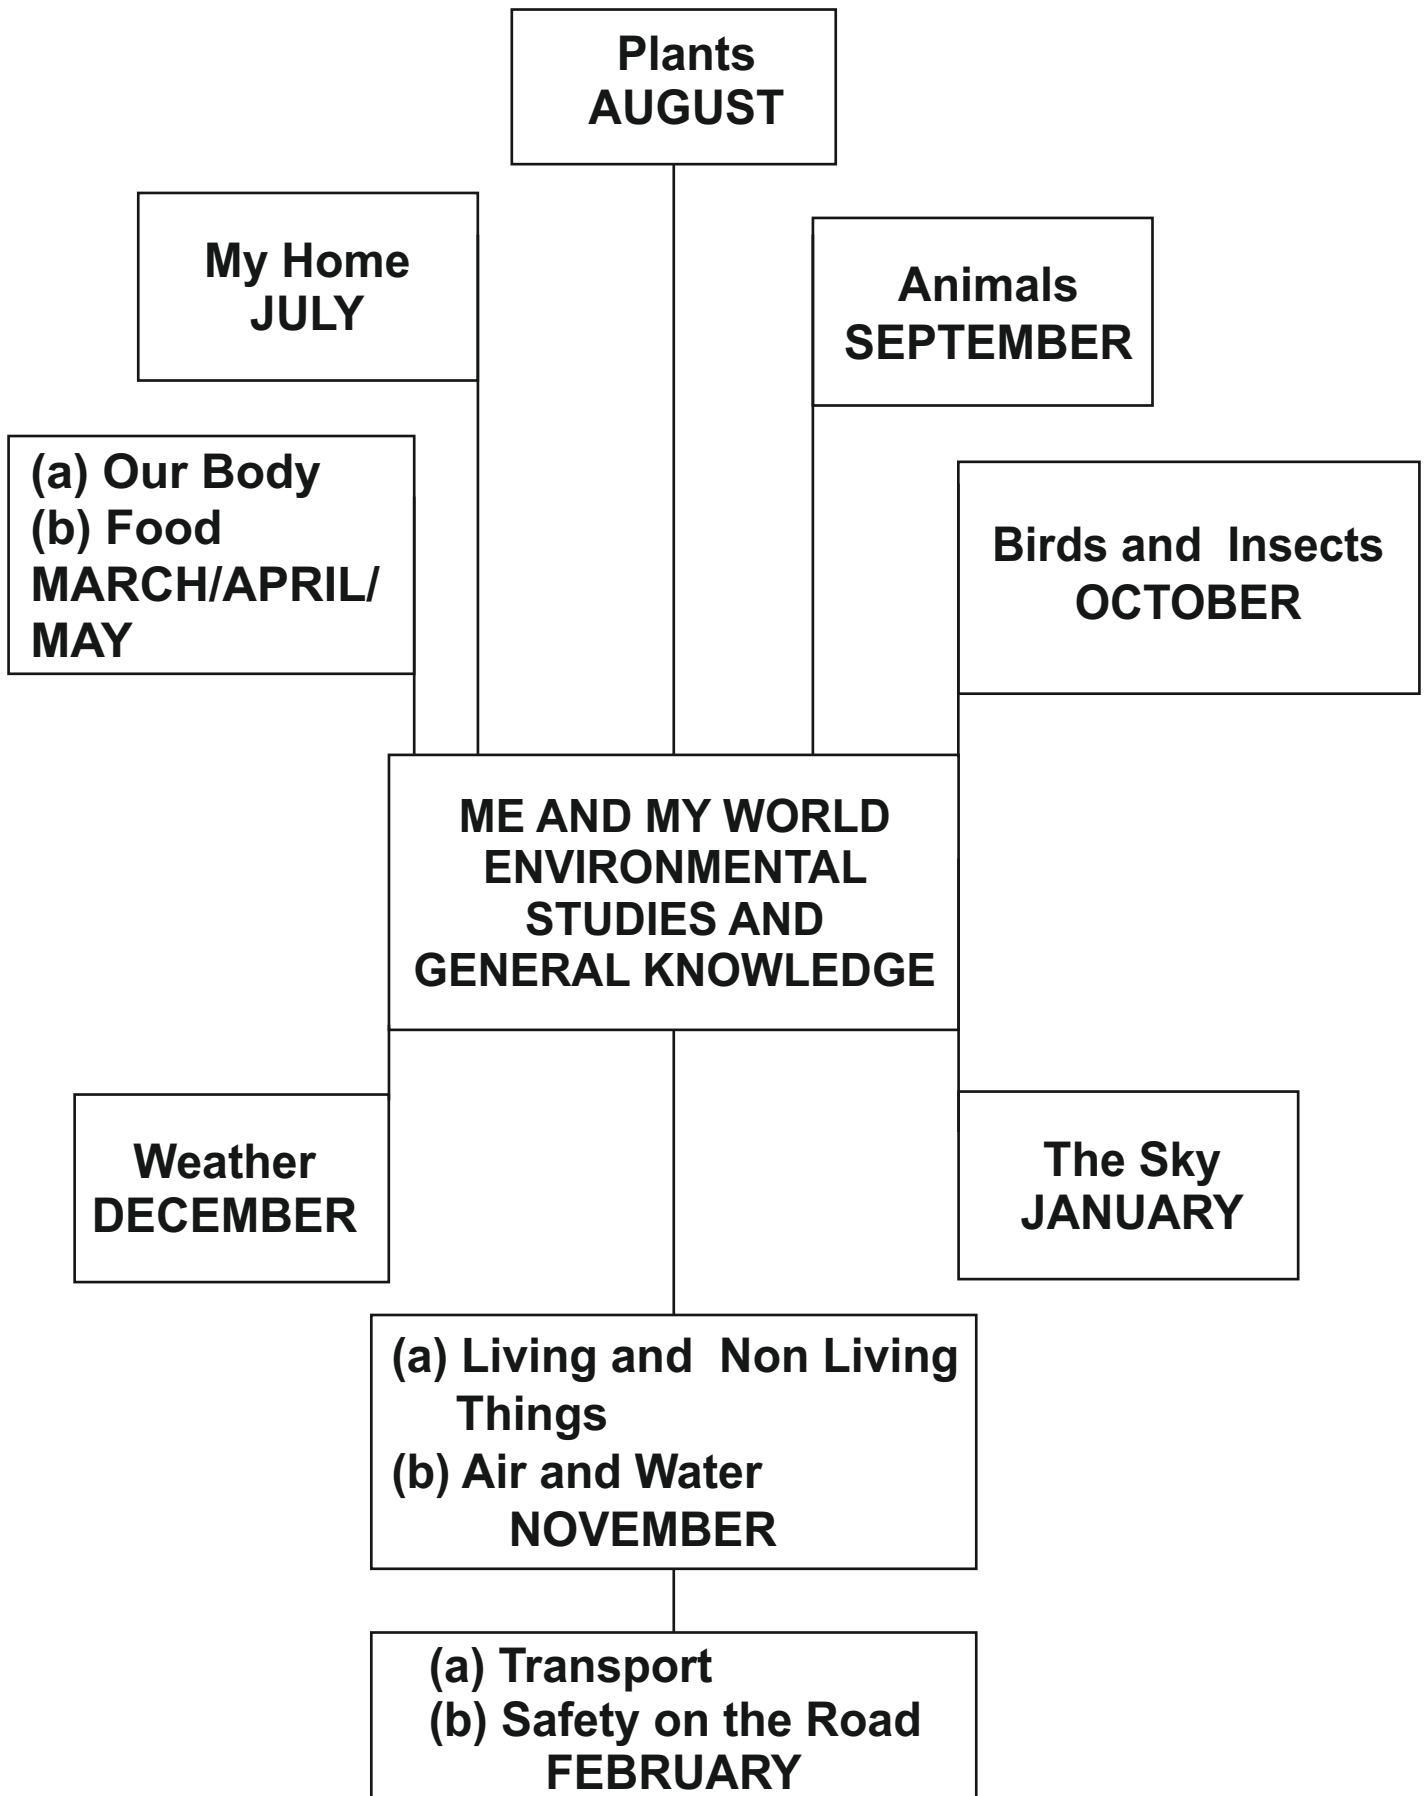 Plants
AUGUST
My Home
JULY
Animals
SEPTEMBER
(a) Our Body
(b) Food
MARCH/APRIL/
MAY
Birds and Insects
OCTOBER
ME AND MY WORLD
ENVIRONMENTAL
STUDIES AND
GENERAL KNOWLEDGE
Weather
DECEMBER
The Sky
JANUARY
(a) Living and Non Living
Things
(b) Air and Water
NOVEMBER
(a) Transport
(b) Safety on the Road
FEBRUARY